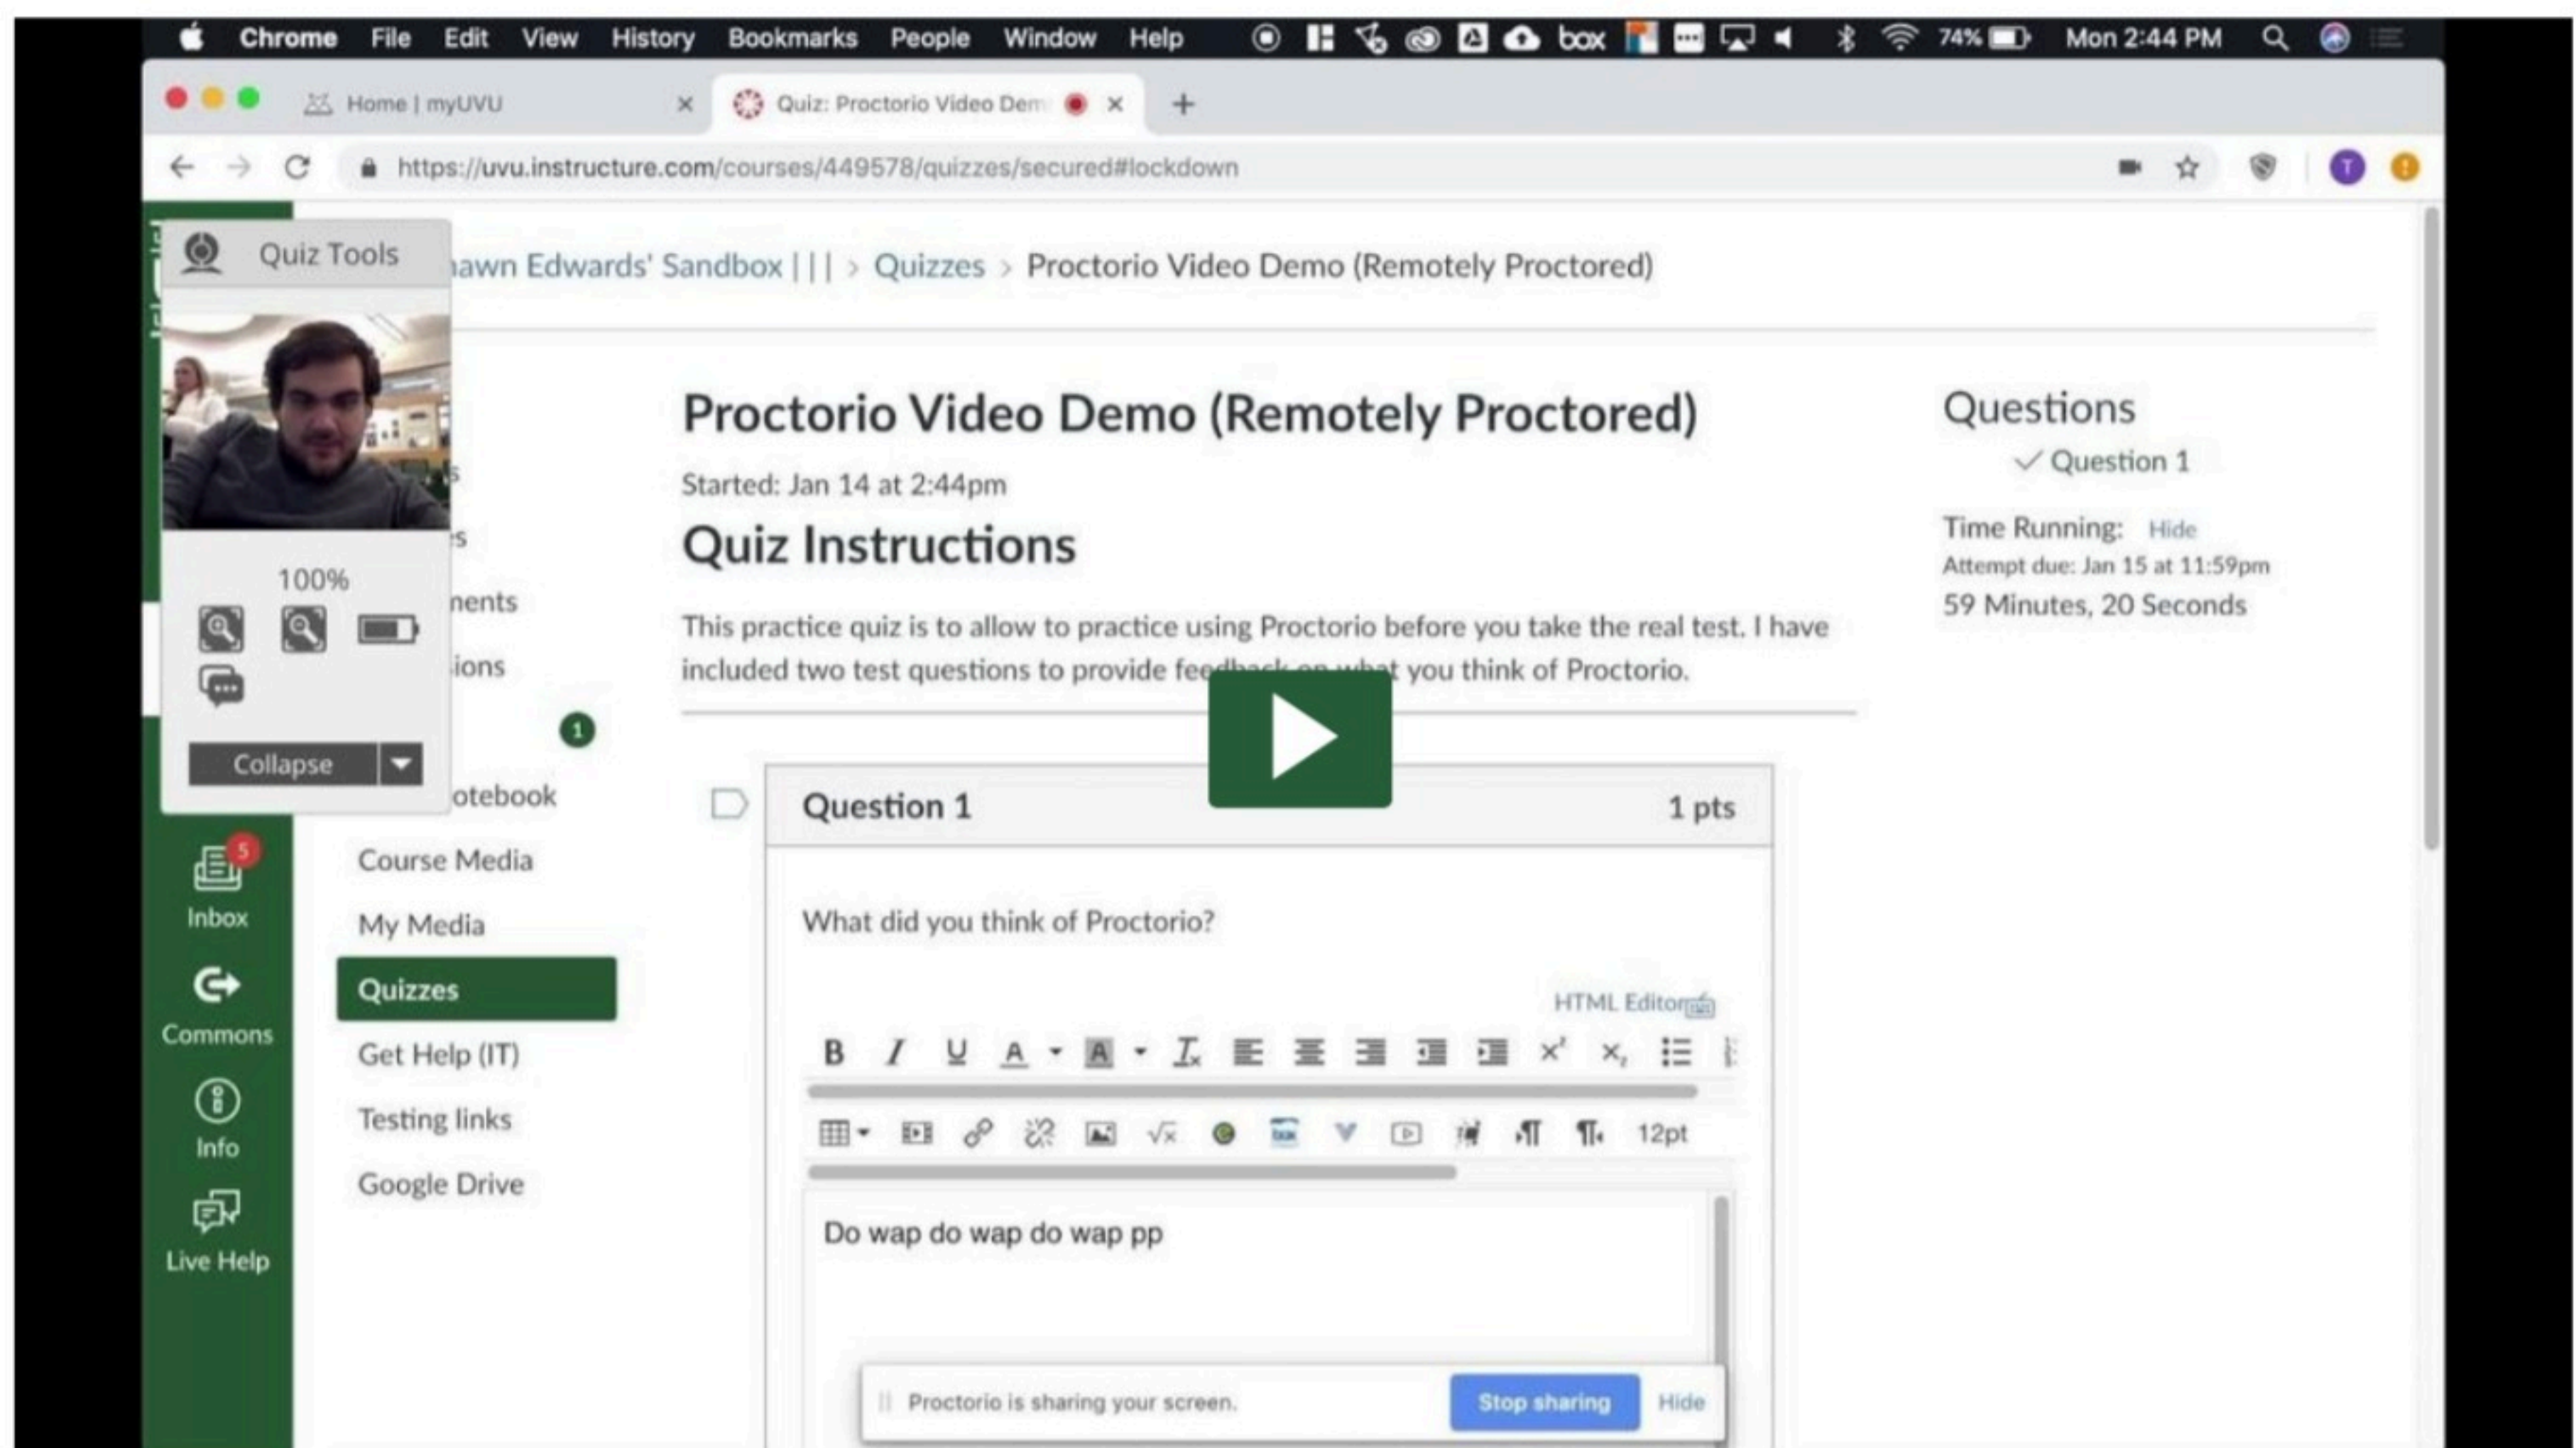 Chrome File Edit View History Bookmarks People Window Help box 74% Mon 2:44 PM
Home | myUVU
Quiz: Proctorio Video Dem
https://uvu.instructure.com/courses/449578/quizzes/secured#lockdown
T
Quiz Tools
awn Edwards' Sandbox | | | > Quizzes > Proctorio Video Demo (Remotely Proctored)
100%
Collapse
s
es
nents
ions
1
otebook
Course Media
My Media
Quizzes
Get Help (IT)
Testing links
Google Drive
5
Inbox
Commons
Info
Live Help
Proctorio Video Demo (Remotely Proctored)
Started: Jan 14 at 2:44pm
Quiz Instructions
This practice quiz is to allow to practice using Proctorio before you take the real test. I have
included two test questions to provide feedback on what you think of Proctorio.
Questions
Question 1
Time Running: Hide
Attempt due: Jan 15 at 11:59pm
59 Minutes, 20 Seconds
Question 1 1 pts
What did you think of Proctorio?
HTML Editor
B I U A A
box 12pt
Do wap do wap do wap pp
Proctorio is sharing your screen. Stop sharing Hide